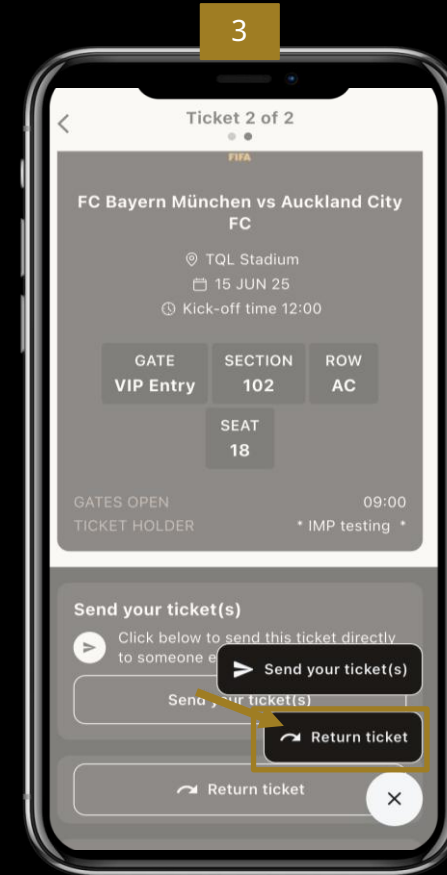 3
Ticket 2 of 2
FIFA
FC Bayern München vs Auckland City
FC
TQL Stadium
15 JUN 25
Kick-off time 12:00
GATE
VIP Entry
SECTION
102
ROW
AC
SEAT
18
GATES OPEN 09:00
TICKET HOLDER * IMP testing *
Send your ticket(s)
Click below to send this ticket directly
to someone
Send your ticket(s)
Send your ticket(s)
Return ticket
Return ticket